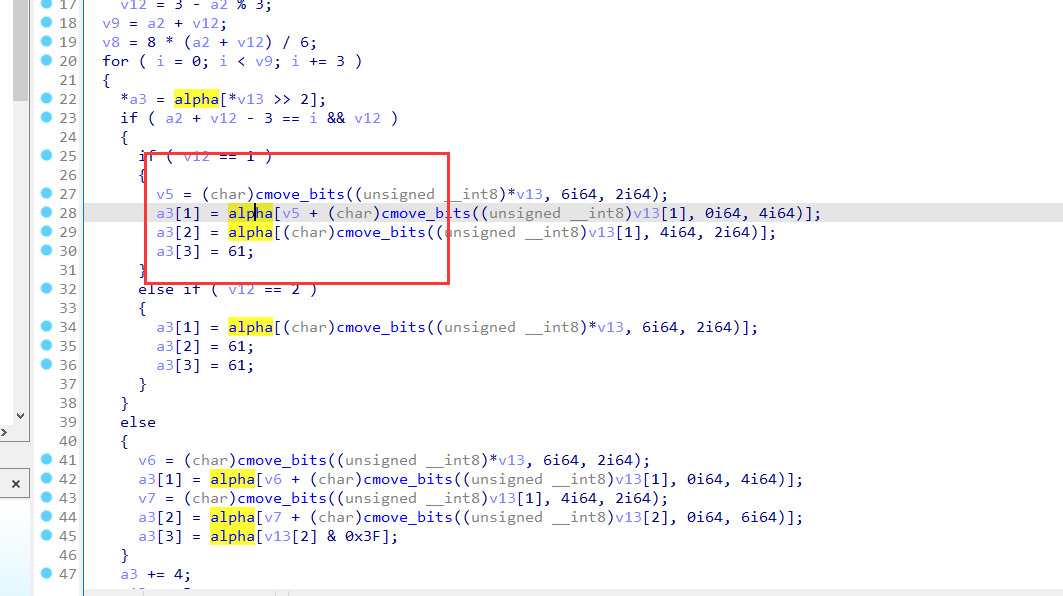 17 v12 = 3 - a2 % 3;
18 v9 = a2 + v12;
19 v8 = 8 * (a2 + v12) / 6;
20 for ( i = 0; i < v9; i += 3 )
21 {
22 *a3 = alpha[*v13 >> 2];
23 if ( a2 + v12 - 3 == i && v12 )
24 {
25 if ( v12 == 1 )
26 {
27 v5 = (char)cmove_bits((unsigned __int8)*v13, 6i64, 2i64);
28 a3[1] = alpha[v5 + (char)cmove_bits((unsigned __int8)v13[1], 0i64, 4i64)];
29 a3[2] = alpha[(char)cmove_bits((unsigned __int8)v13[1], 4i64, 2i64)];
30 a3[3] = 61;
31 }
32 else if ( v12 == 2 )
33 {
34 a3[1] = alpha[(char)cmove_bits((unsigned __int8)*v13, 6i64, 2i64)];
35 a3[2] = 61;
36 a3[3] = 61;
37 }
38 }
39 else
40 {
41 v6 = (char)cmove_bits((unsigned __int8)*v13, 6i64, 2i64);
42 a3[1] = alpha[v6 + (char)cmove_bits((unsigned __int8)v13[1], 0i64, 4i64)];
43 v7 = (char)cmove_bits((unsigned __int8)v13[1], 4i64, 2i64);
44 a3[2] = alpha[v7 + (char)cmove_bits((unsigned __int8)v13[2], 0i64, 6i64)];
45 a3[3] = alpha[v13[2] & 0x3F];
46 }
47 a3 += 4;